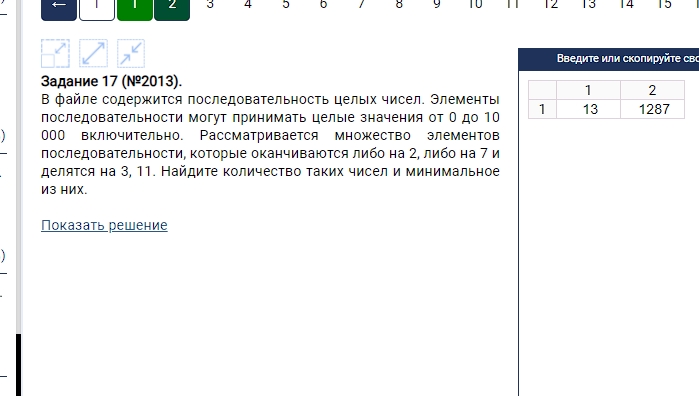 ← 1 1 2 3 4 5 6 7 8 9 10 11 12 13 14 15
Задание 17 (№2013).
В файле содержится последовательность целых чисел. Элементы
последовательности могут принимать целые значения от 0 до 10
000 включительно. Рассматривается множество элементов
последовательности, которые оканчиваются либо на 2, либо на 7 и
делятся на 3, 11. Найдите количество таких чисел и минимальное
из них.
Показать решение
Введите или скопируйте
1 2
1 13 1287